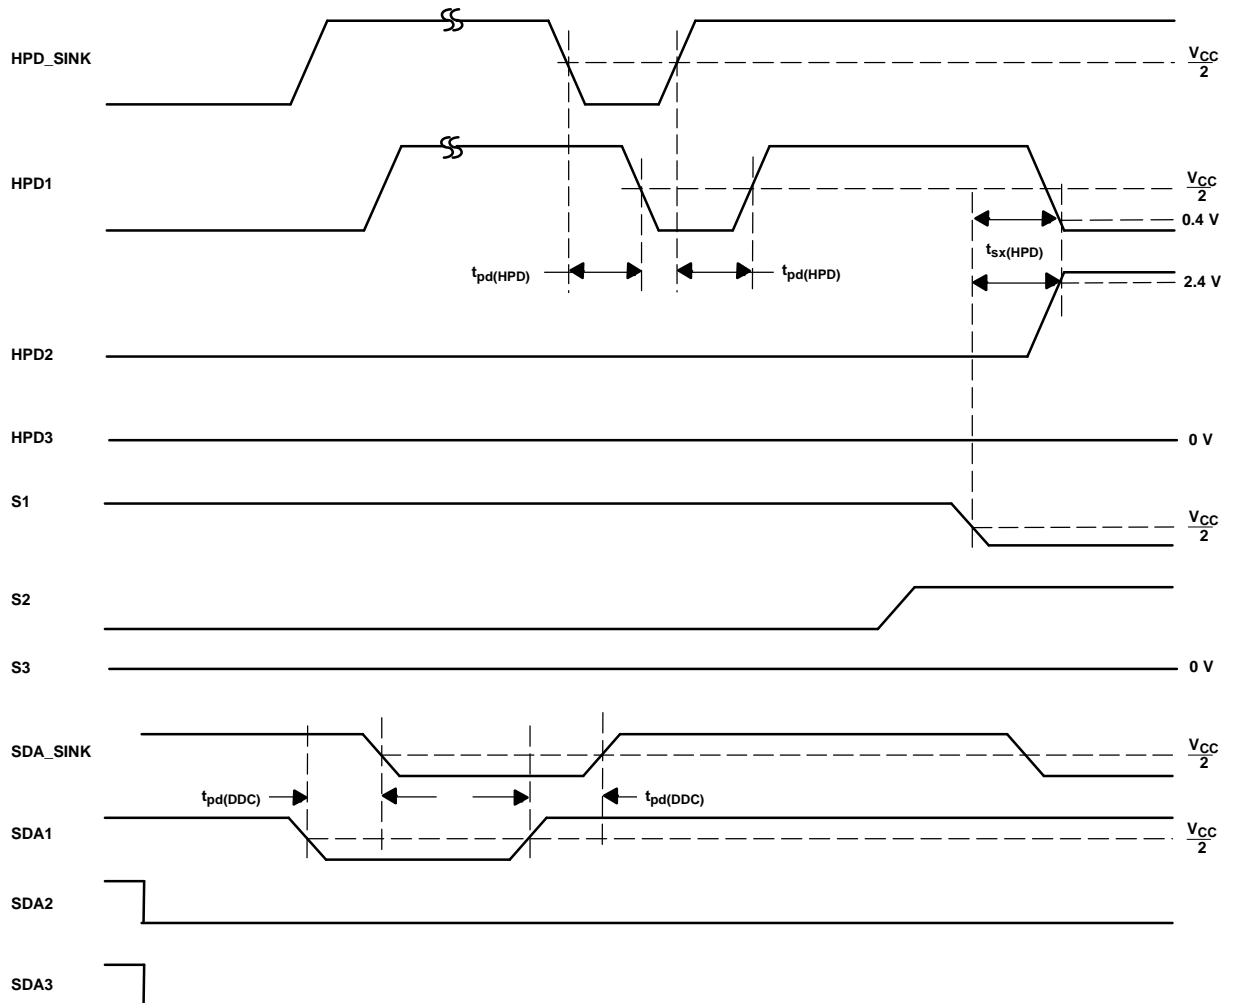 HPD_SINK
VCC
2
HPD1
VCC
2
0.4 V
tsx(HPD)
tpd(HPD)
tpd(HPD)
2.4 V
HPD2
HPD3
0 V
S1
VCC
2
S2
S3
0 V
SDA_SINK
VCC
2
tpd(DDC)
tpd(DDC)
SDA1
VCC
2
SDA2
SDA3